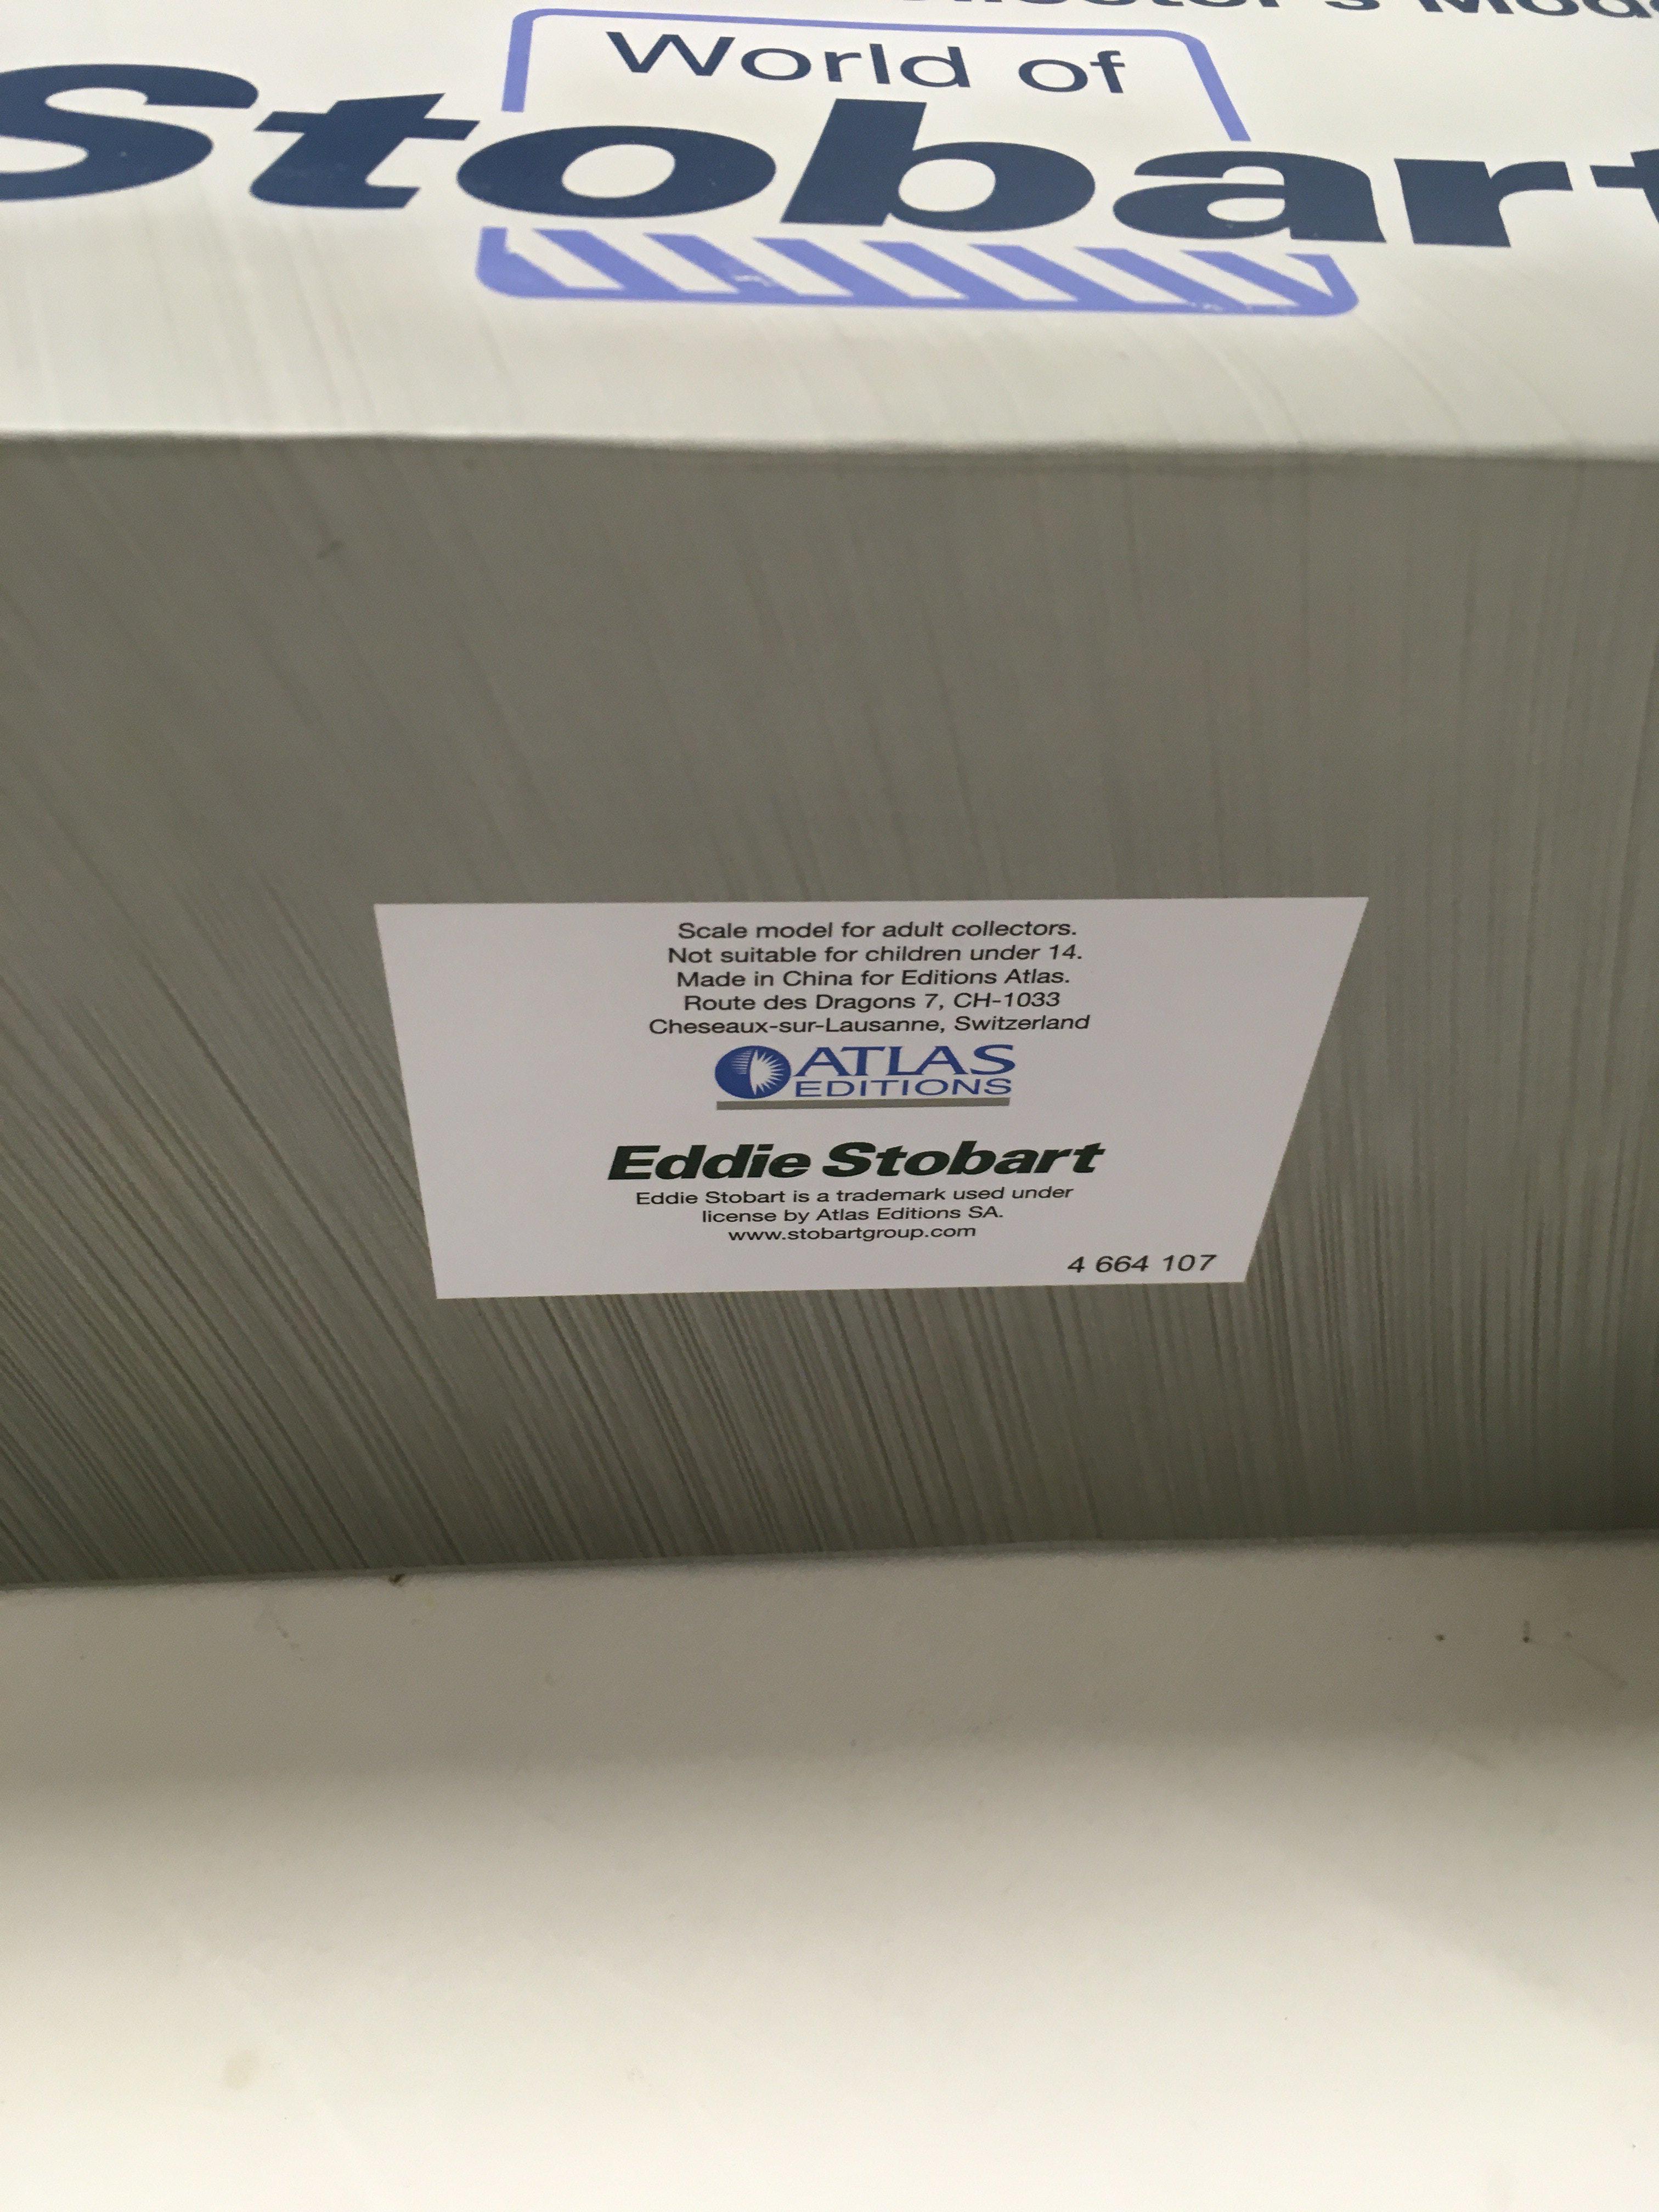 World of
Stobart
Scale model for adult collectors.
Not suitable for children under 14.
Made in China for Editions Atlas.
Route des Dragons 7, CH-1033
Cheseaux-sur-Lausanne, Switzerland
ATLAS
EDITIONS
Eddie Stobart
Eddie Stobart is a trademark used under
license by Atlas Editions SA.
www.stobartgroup.com
4 664 107